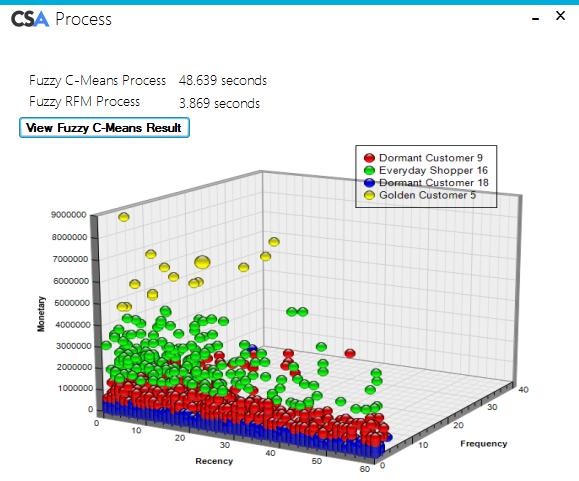 CSA Process
Fuzzy C-Means Process 48.639 seconds
Fuzzy RFM Process 3.869 seconds
View Fuzzy C-Means Result
Dormant Customer 9
Everyday Shopper 16
Dormant Customer 18
Golden Customer 5
9000000
8000000
7000000
6000000
5000000
4000000
3000000
2000000
1000000
0
Monetary
0
10
20
30
40
50
60
Recency
0
10
20
30
40
Frequency